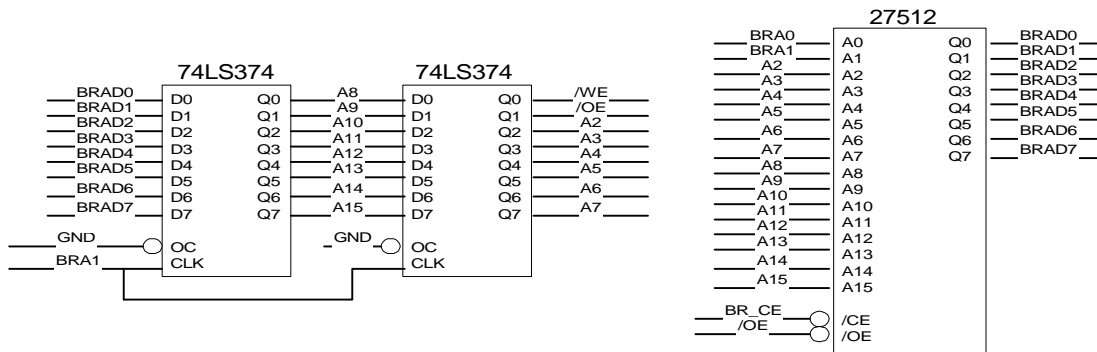 74LS374 74LS374 27512
BRAD0 D0 Q0 A8 D0 Q0 /WE
BRAD1 D1 Q1 A9 D1 Q1 /OE
BRAD2 D2 Q2 A10 D2 Q2 A2
BRAD3 D3 Q3 A11 D3 Q3 A3
BRAD4 D4 Q4 A12 D4 Q4 A4
BRAD5 D5 Q5 A13 D5 Q5 A5
BRAD6 D6 Q6 A14 D6 Q6 A6
BRAD7 D7 Q7 A15 D7 Q7 A7
GND OC GND OC
BRA1 CLK CLK
BRA0 A0 Q0 BRAD0
BRA1 A1 Q1 BRAD1
A2 A2 Q2 BRAD2
A3 A3 Q3 BRAD3
A4 A4 Q4 BRAD4
A5 A5 Q5 BRAD5
A6 A6 Q6 BRAD6
A7 A7 Q7 BRAD7
A8 A8
A9 A9
A10 A10
A11 A11
A12 A12
A13 A13
A14 A14
A15 A15
BR_CE /CE
/OE /OE